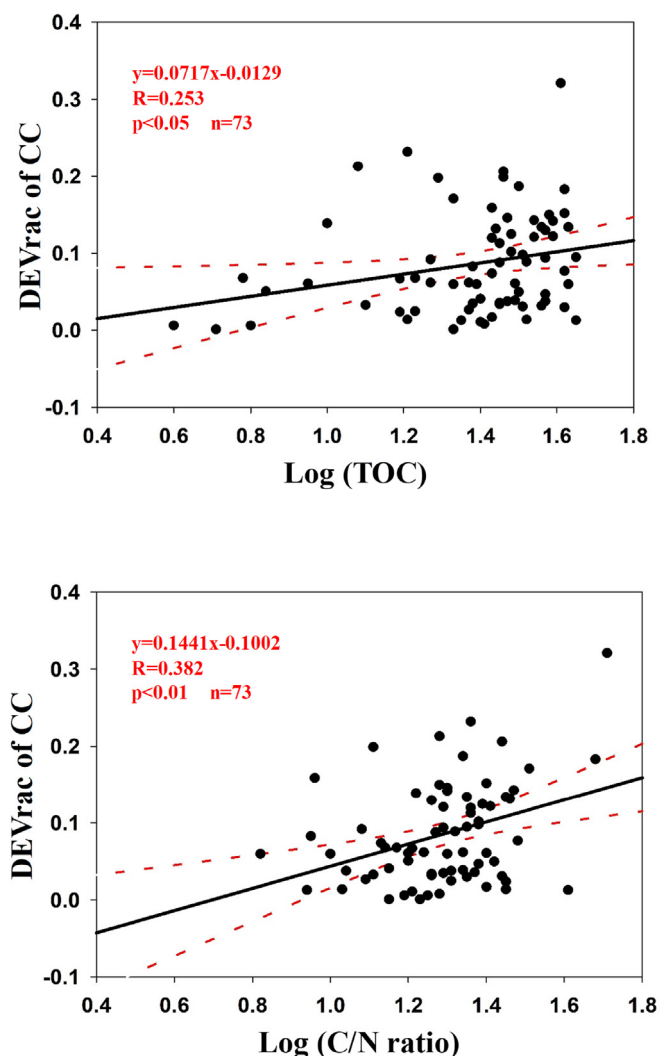 0.4
y=0.0717x-0.0129
R=0.253
p<0.05 n=73
0.3
0.2
0.1
0.0
-0.1
DEVrac of CC
0.4 0.6 0.8 1.0 1.2 1.4 1.6 1.8
Log (TOC)
0.4
y=0.1441x-0.1002
R=0.382
p<0.01 n=73
0.3
0.2
0.1
0.0
-0.1
DEVrac of CC
0.4 0.6 0.8 1.0 1.2 1.4 1.6 1.8
Log (C/N ratio)